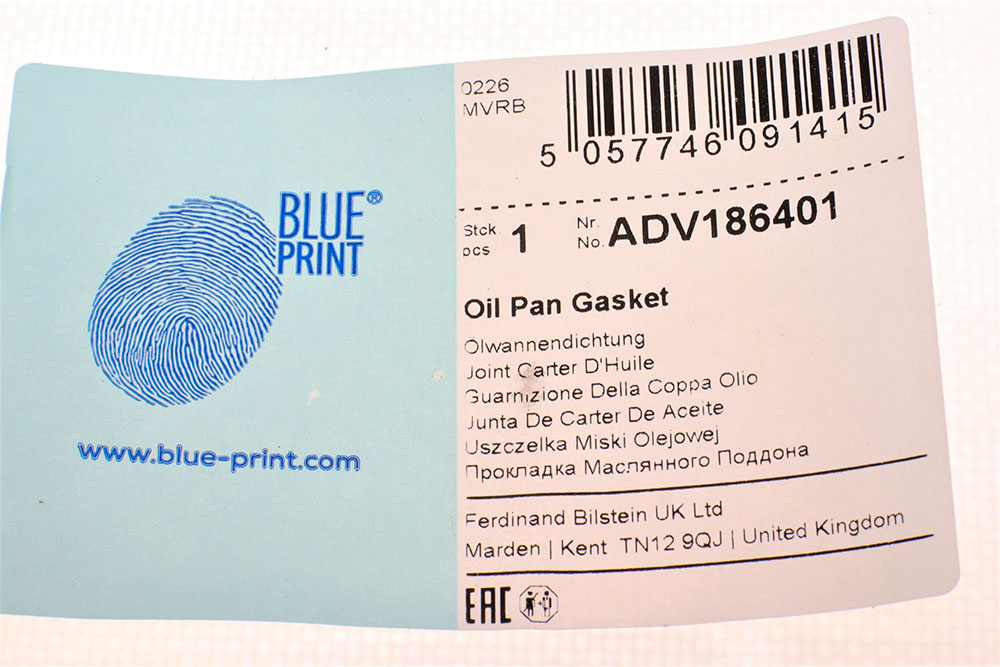 BLUE®
PRINT
www.blue-print.com
0226
MVRB
5 057746 091415
Stck
pcs
1
Nr.
No.
ADV186401
Oil Pan Gasket
Ölwannendichtung
Joint Carter D'Huile
Guarnizione Della Coppa Olio
Junta De Carter De Aceite
Uszczelka Miski Olejowej
Прокладка Маслянного Поддона
Ferdinand Bilstein UK Ltd
Marden | Kent TN12 9QJ | United Kingdom
EAC